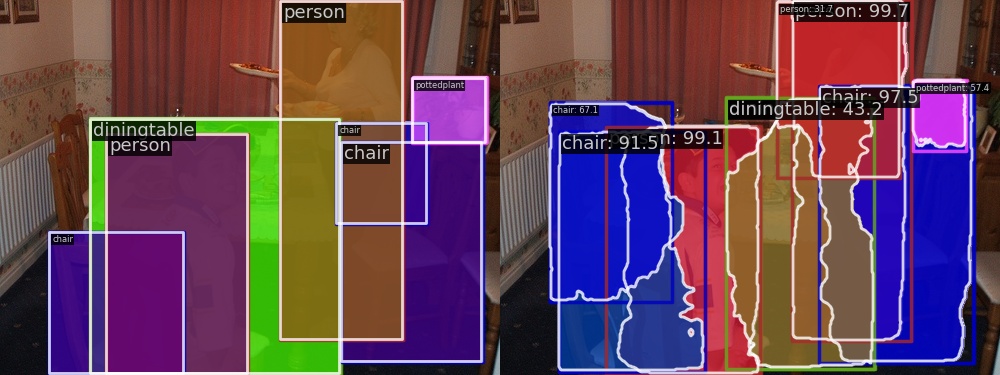 person
pottedplant
diningtable
person
chair
chair
chair
person: 31.7
person: 99.7
chair: 97.5
pottedplant: 57.4
diningtable: 43.2
chair: 67.1
chair: 91.5
n: 99.1